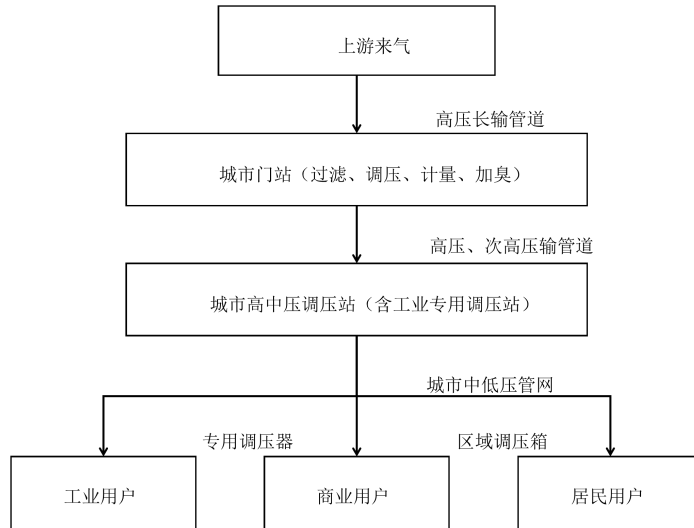 上游来气
高压长输管道
城市门站（过滤、调压、计量、加臭）
高压、次高压输管道
城市高中压调压站（含工业专用调压站）
城市中低压管网
专用调压器
区域调压箱
工业用户
商业用户
居民用户